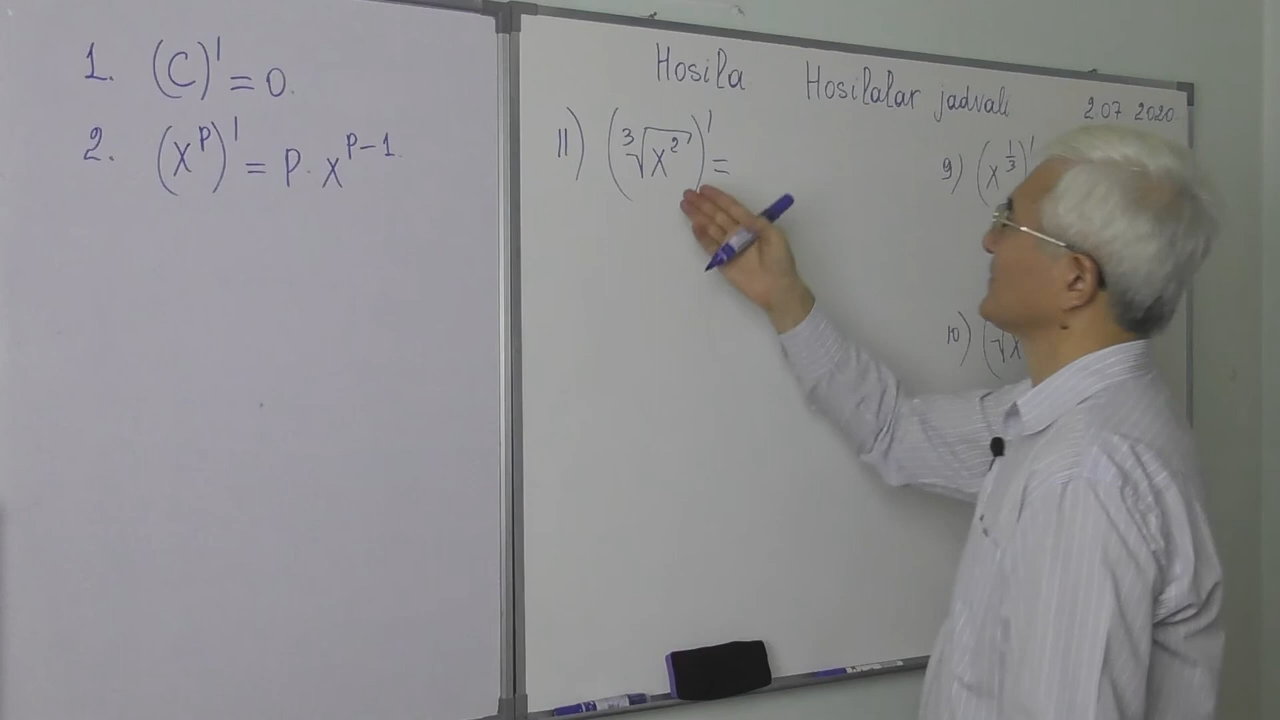 1. (C)' = 0.
2. (x^p)' = p · x^{p-1}.
Hosila
Hosilalar jadvali
2.07 2020
11) (∛x²)' =
9) (x^{1/3})'
10) (√x